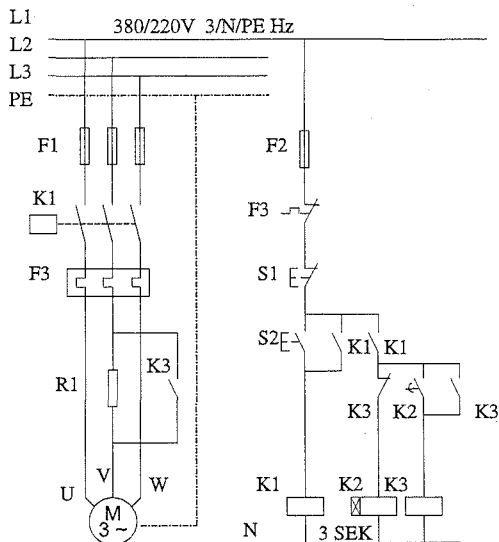 L1
380/220V 3/N/PE Hz
L2
L3
PE
F1
F2
K1
F3
F3
S1
S2
K1
K1
R1
K3
K3
K2
K3
V
U
W
K1
K2
K3
M
3 ~
N
3 SEK